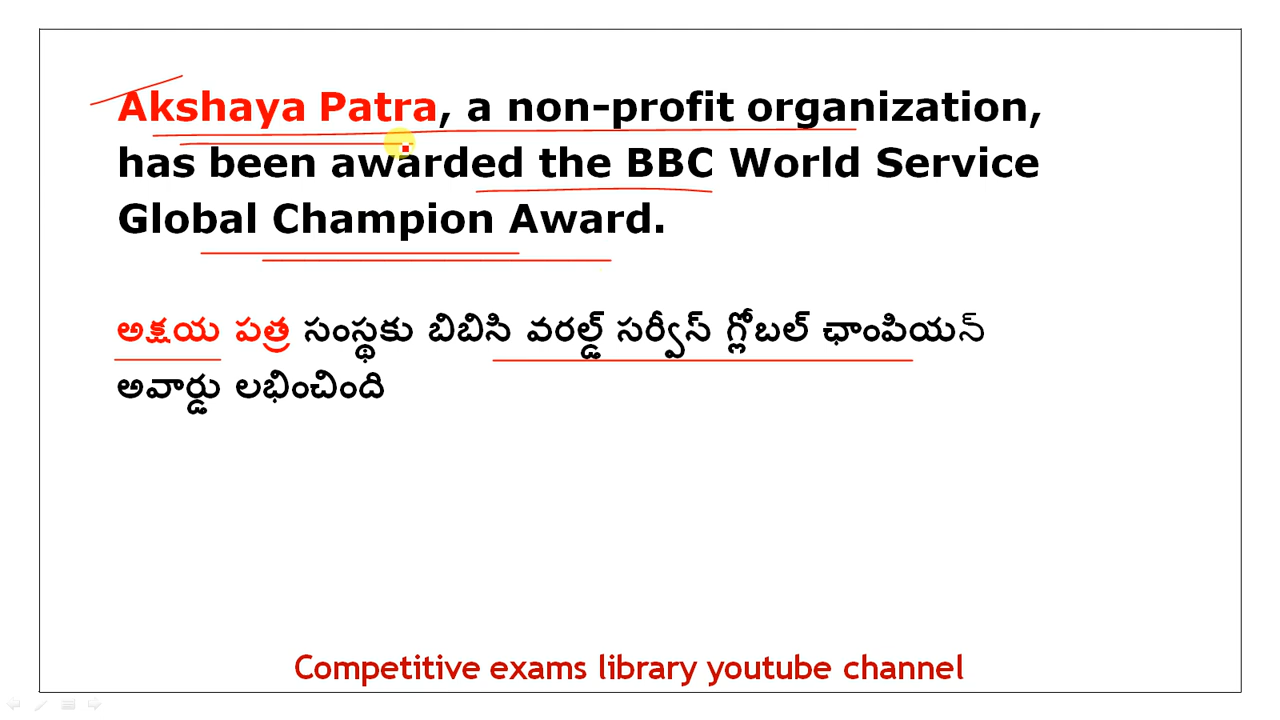 Akshaya Patra, a non-profit organization,
has been awarded the BBC World Service
Global Champion Award.
అక్షయ పత్ర సంస్థకు బిబిసి వరల్డ్ సర్వీస్ గ్లోబల్ ఛాంపియన్
అవార్డు లభించింది
Competitive exams library youtube channel